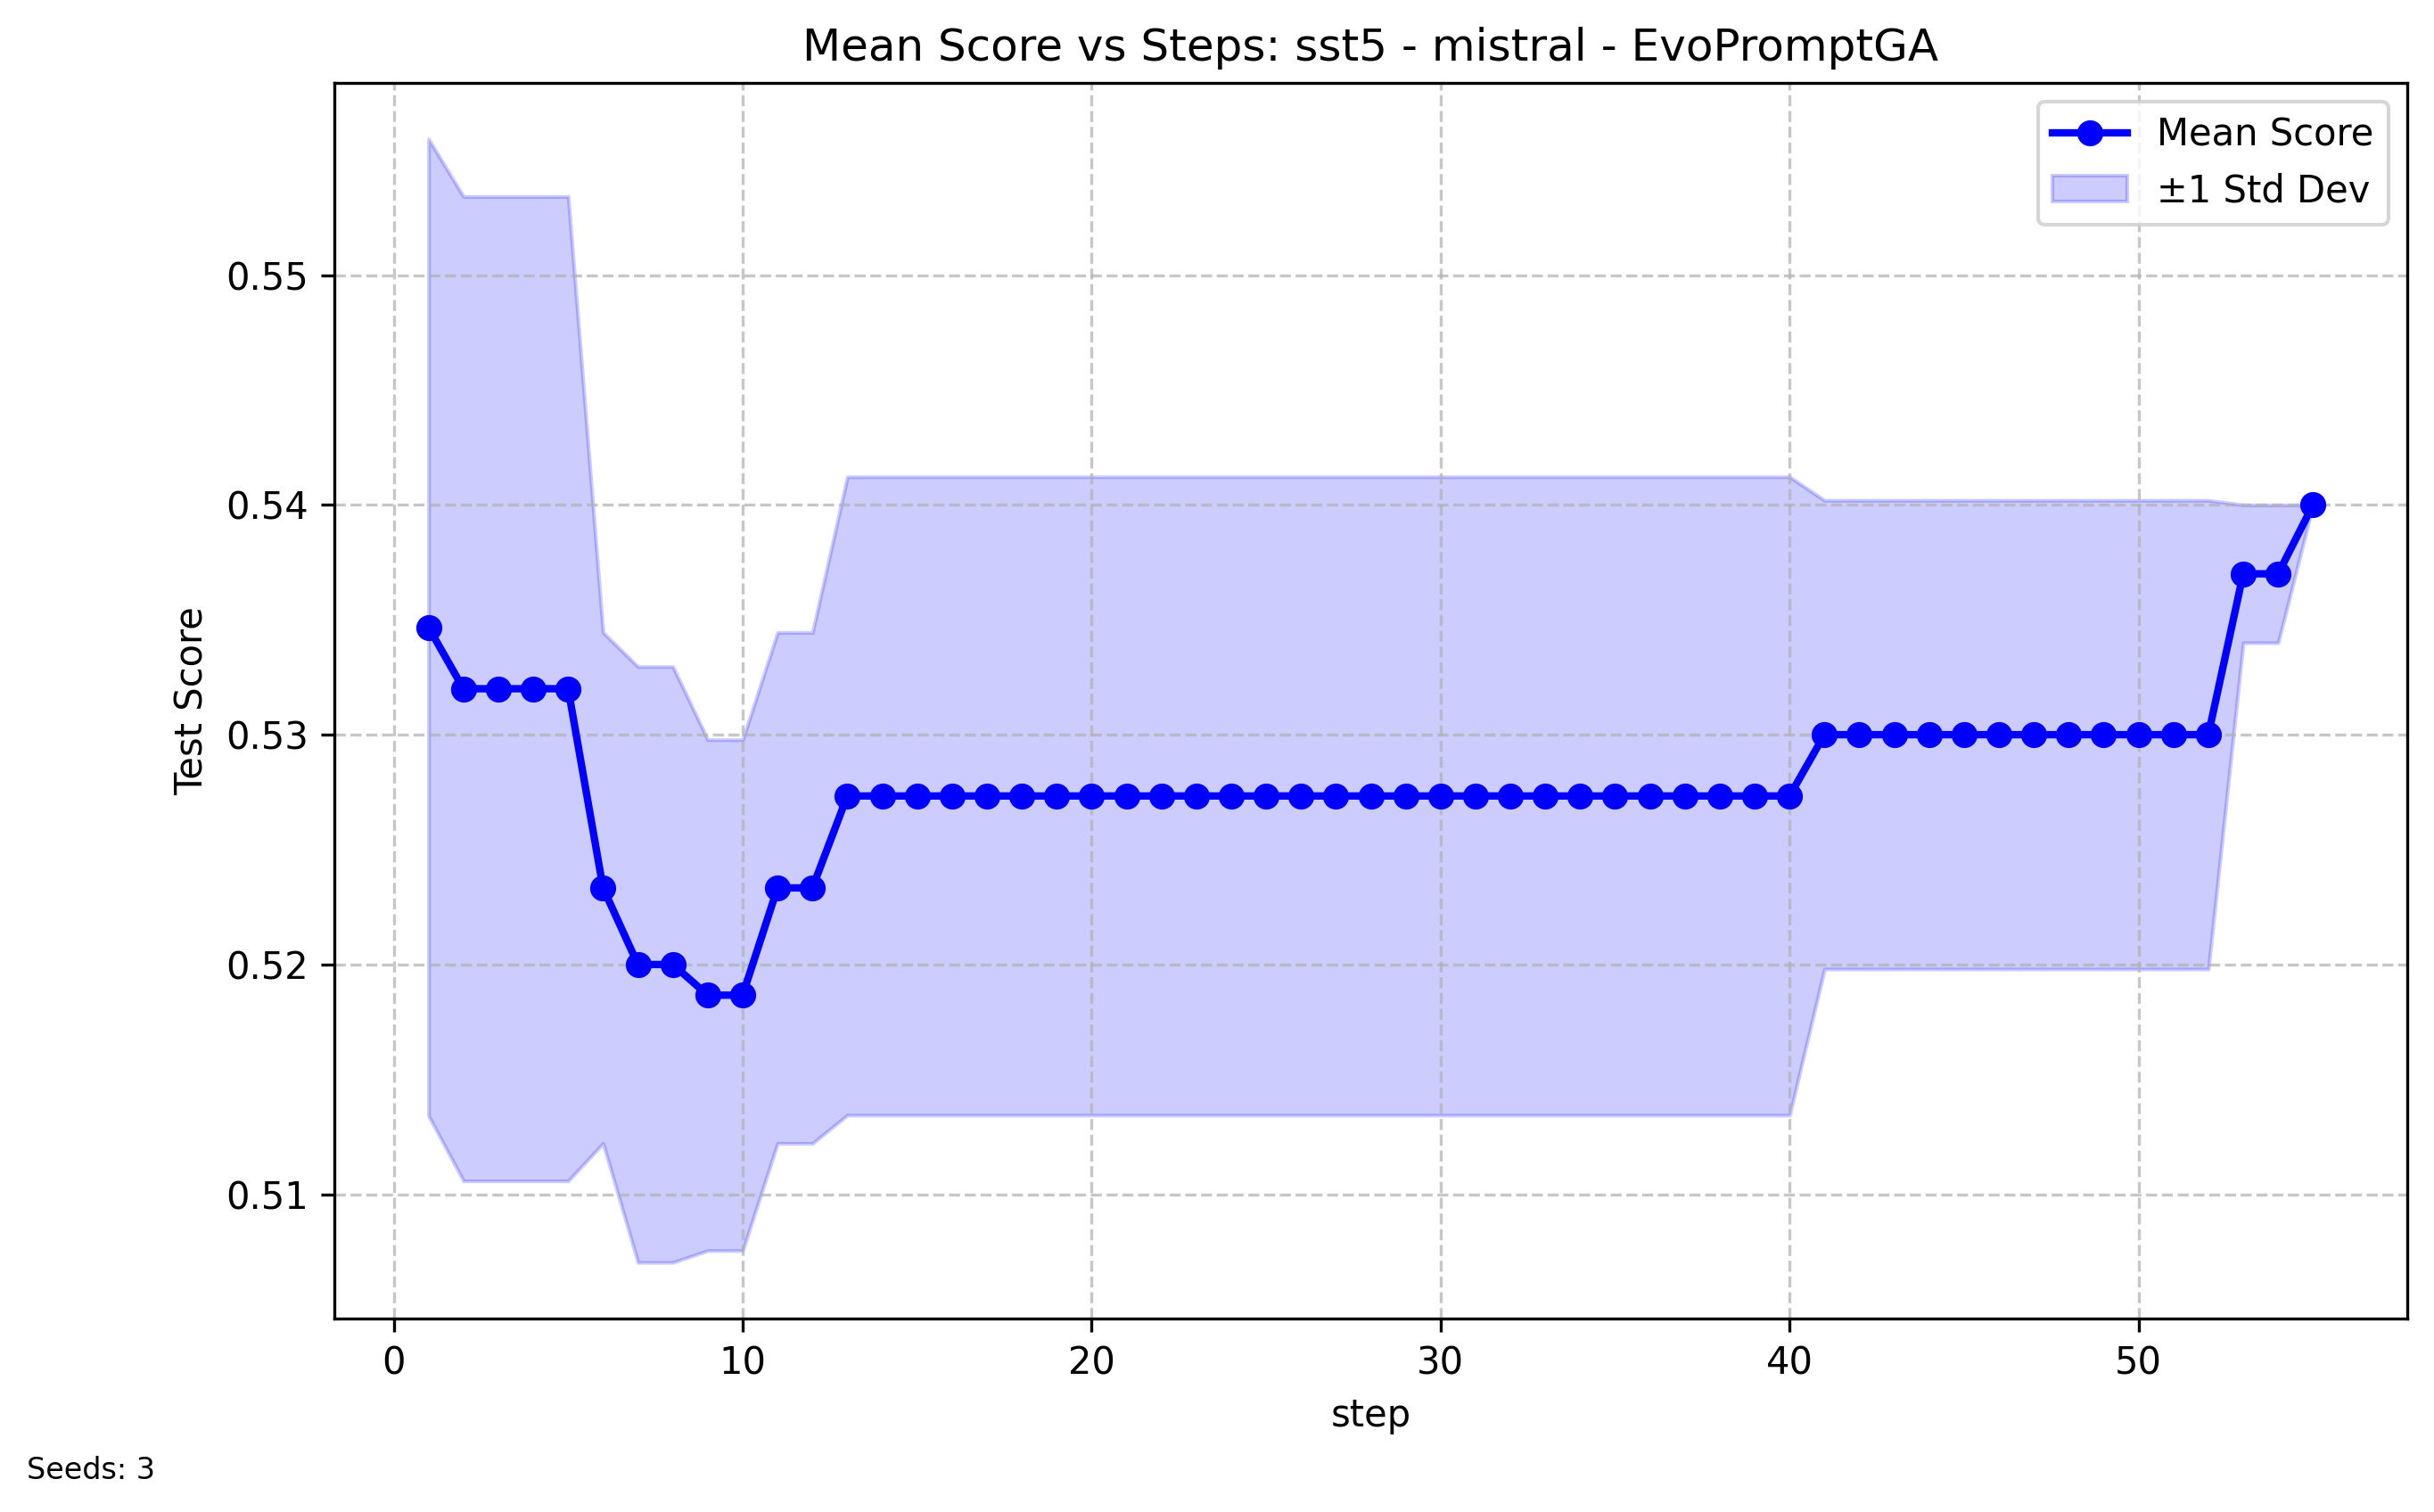 Mean Score vs Steps: sst5 - mistral - EvoPromptGA
Mean Score
±1 Std Dev
Test Score
0.55
0.54
0.53
0.52
0.51
0 10 20 30 40 50
step
Seeds: 3